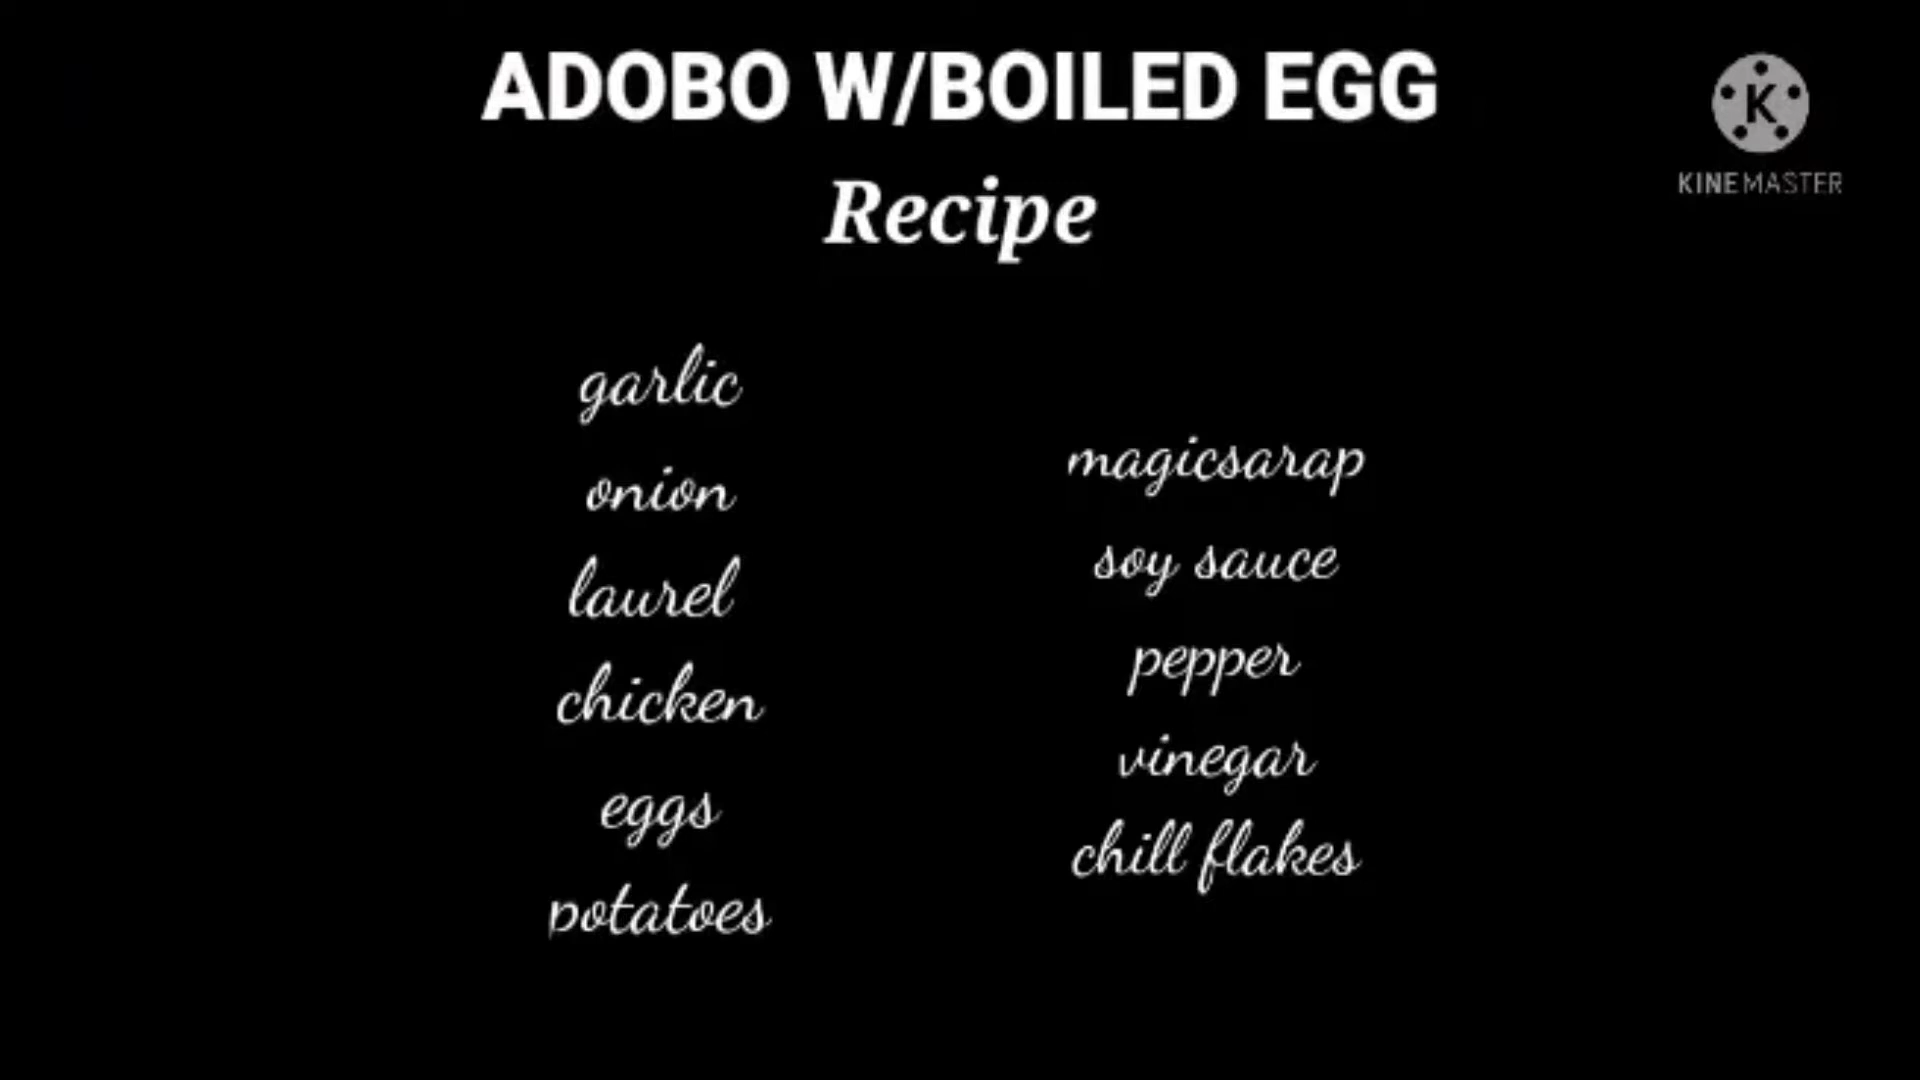 ADOBO W/BOILED EGG
Recipe
KINEMASTER
garlic
onion
laurel
chicken
eggs
potatoes
magicsarap
soy sauce
pepper
vinegar
chill flakes